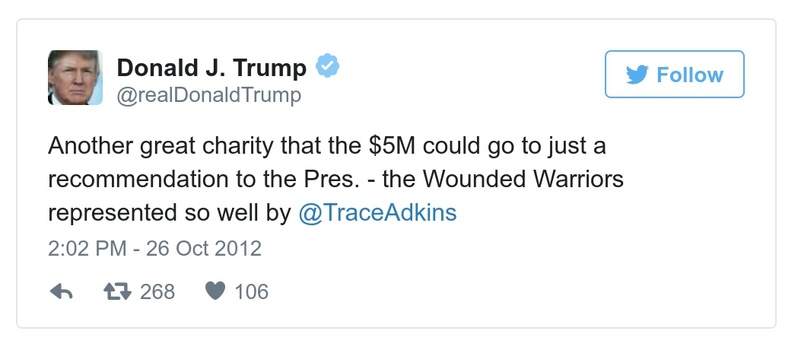 Donald J. Trump
Follow
@realDonaldTrump
Another great charity that the $5M could go to just a
recommendation to the Pres. - the Wounded Warriors
represented so well by @TraceAdkins
2:02 PM - 26 Oct 2012
268 106